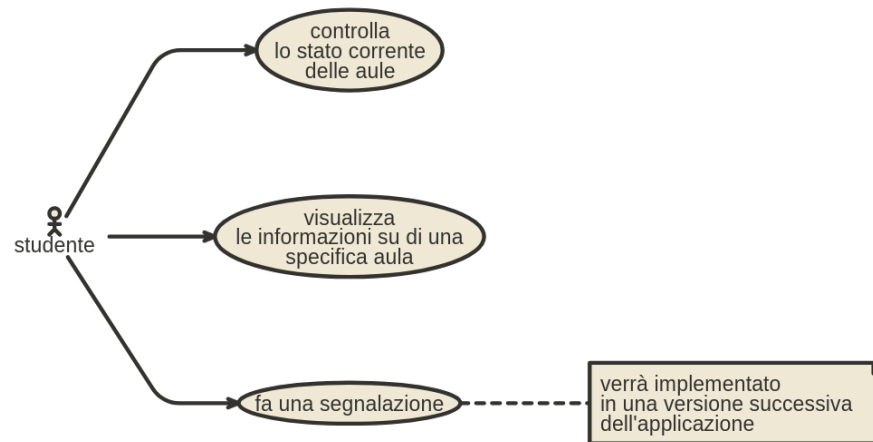 controlla
lo stato corrente
delle aule
visualizza
le informazioni su di una
specifica aula
studente
fa una segnalazione
verrà implementato
in una versione successiva
dell'applicazione